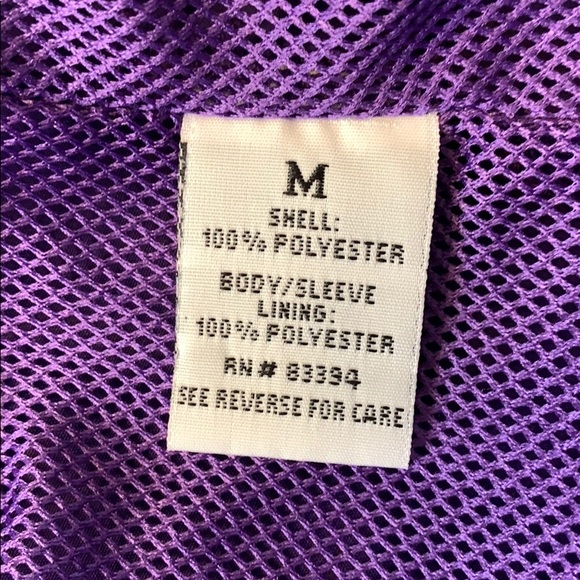 M
SHELL:
100% POLYESTER
BODY/SLEEVE
LINING:
100% POLYESTER
RN# 83394
SEE REVERSE FOR CARE